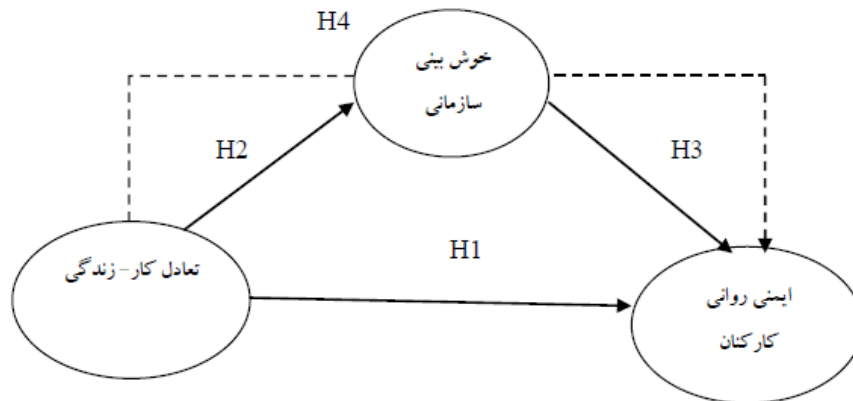 H4
خوش بینی
سازمانی
H2
H3
تعادل کار– زندگی
H1
ایمنی روانی
کارکنان